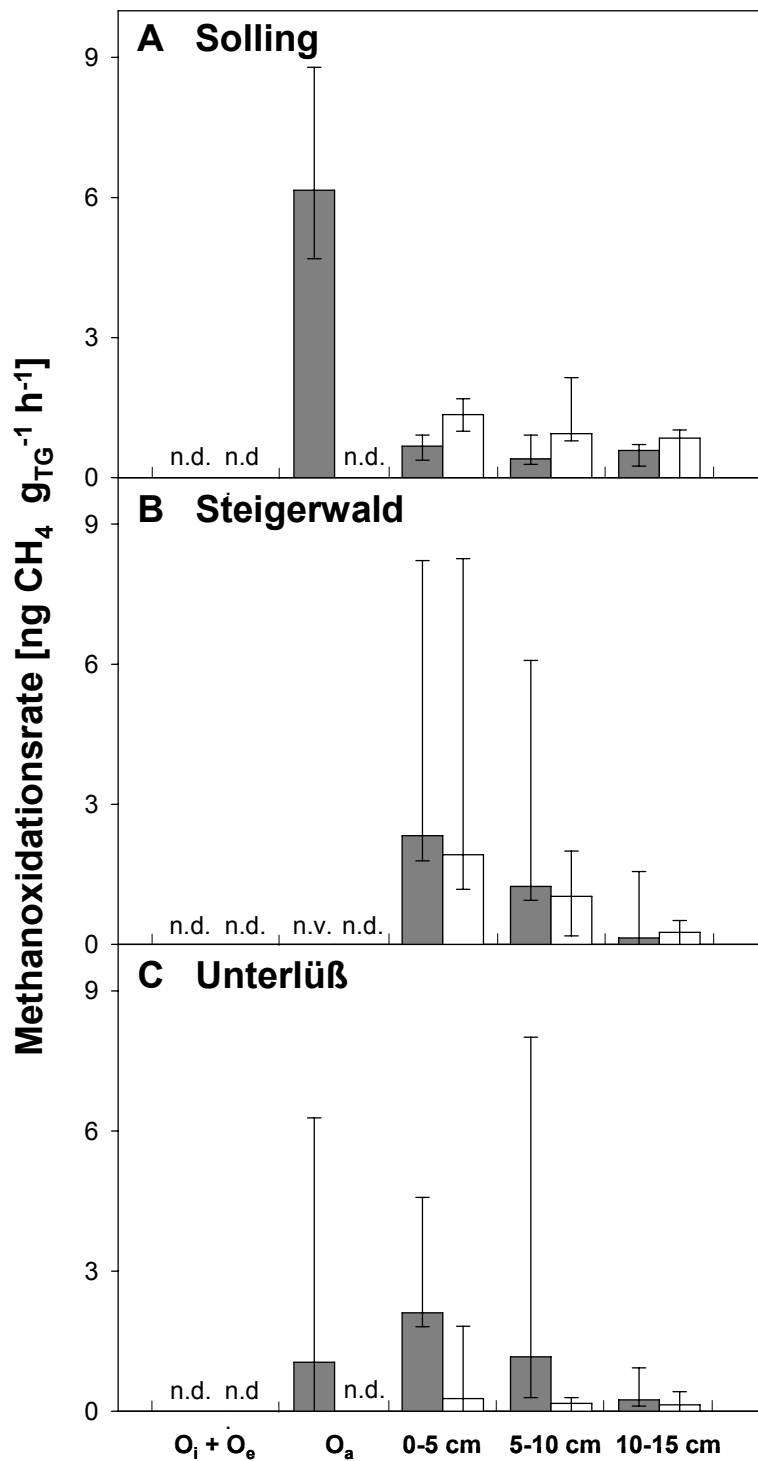 Methanoxidationsrate [ng CH₄ g_TG⁻¹ h⁻¹]
A Solling
9
6
3
0
n.d. n.d n.d.
B Steigerwald
9
6
3
0
n.d. n.d. n.v. n.d.
C Unterlüß
9
6
3
0
n.d. n.d n.d.
Oᵢ + Oₑ Oₐ 0-5 cm 5-10 cm 10-15 cm